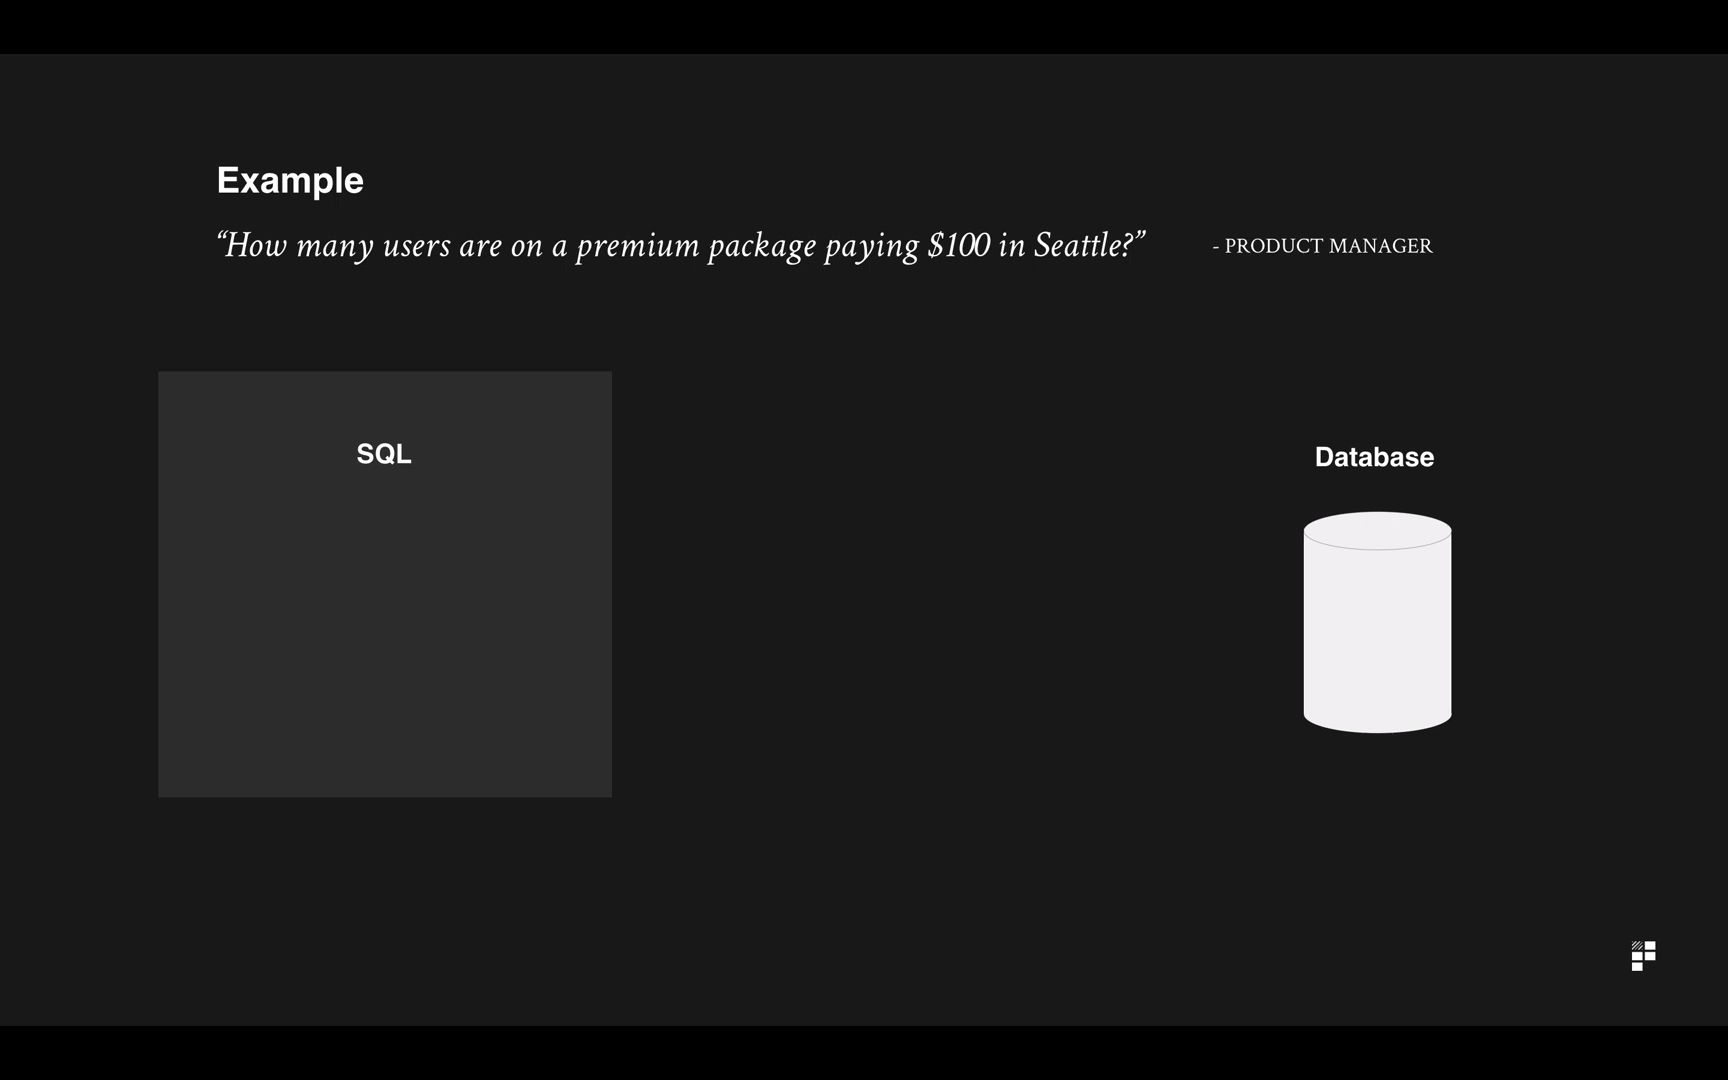 Example
“How many users are on a premium package paying $100 in Seattle?” - PRODUCT MANAGER
SQL
Database